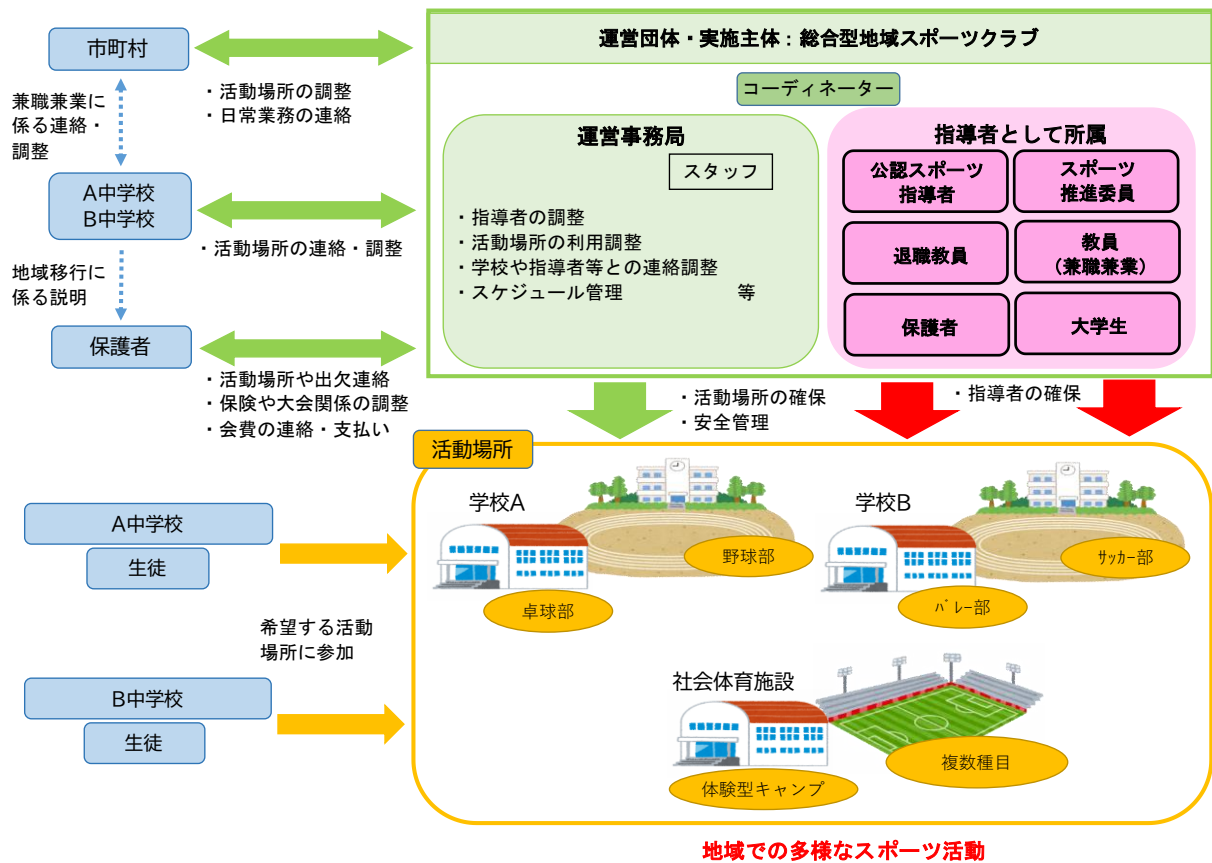 市町村
兼職兼業に
係る連絡・
調整
A中学校
B中学校
地域移行に
係る説明
保護者
・活動場所の調整
・日常業務の連絡
・活動場所の連絡・調整
・活動場所や出欠連絡
・保険や大会関係の調整
・会費の連絡・支払い
運営団体・実施主体：総合型地域スポーツクラブ
コーディネーター
運営事務局
スタッフ
・指導者の調整
・活動場所の利用調整
・学校や指導者等との連絡調整
・スケジュール管理　等
指導者として所属
公認スポーツ
指導者
スポーツ
推進委員
退職教員
教員
（兼職兼業）
保護者
大学生
・活動場所の確保
・安全管理
・指導者の確保
活動場所
学校A
野球部
卓球部
学校B
サッカー部
バレー部
社会体育施設
体験型キャンプ
複数種目
A中学校
生徒
希望する活動
場所に参加
B中学校
生徒
地域での多様なスポーツ活動